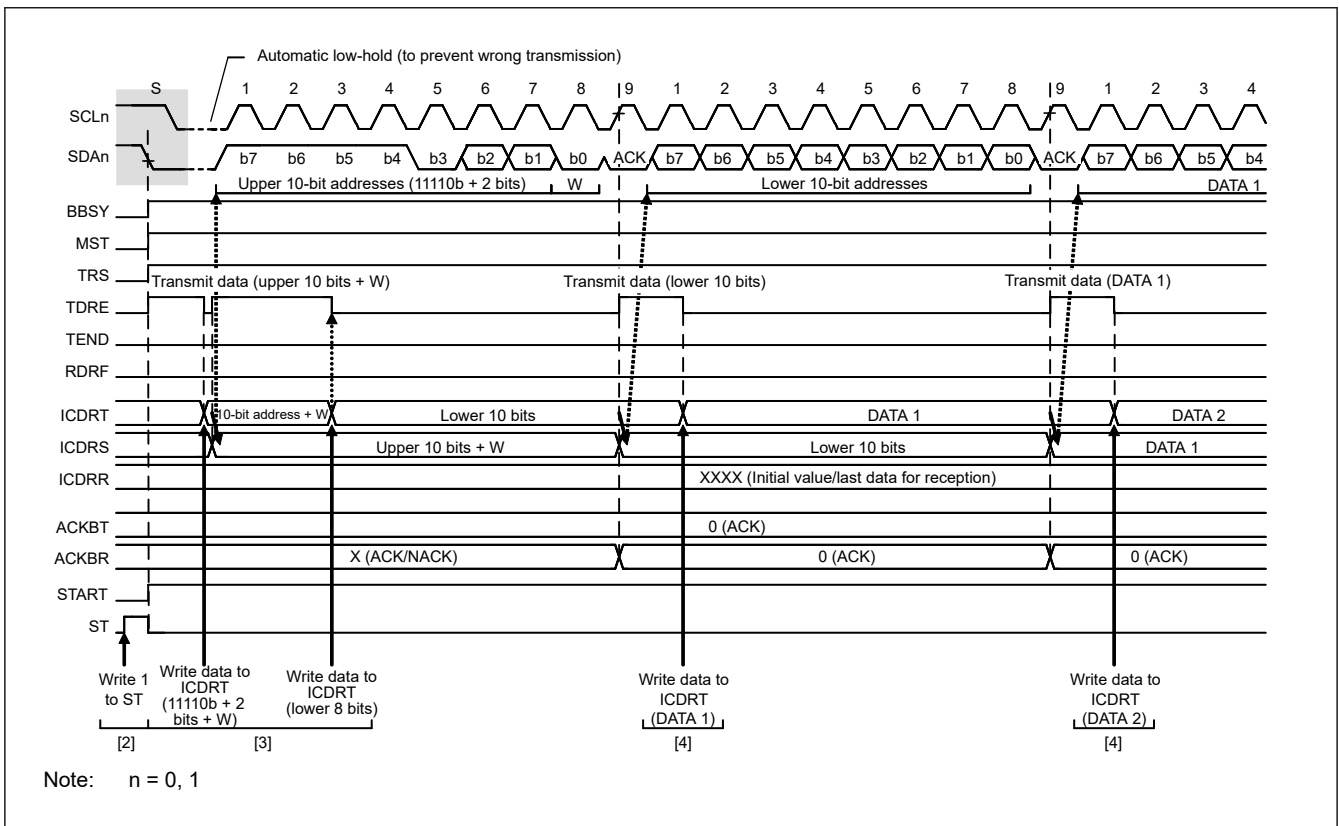 Automatic low-hold (to prevent wrong transmission)
S 1 2 3 4 5 6 7 8 9 1 2 3 4 5 6 7 8 9 1 2 3 4
SCLn
SDAn b7 b6 b5 b4 b3 b2 b1 b0 ACK b7 b6 b5 b4 b3 b2 b1 b0 ACK b7 b6 b5 b4
Upper 10-bit addresses (11110b + 2 bits) W Lower 10-bit addresses DATA 1
BBSY
MST
TRS
Transmit data (upper 10 bits + W) Transmit data (lower 10 bits) Transmit data (DATA 1)
TDRE
TEND
RDRF
ICDRT 10-bit address + W Lower 10 bits DATA 1 DATA 2
ICDRS Upper 10 bits + W Lower 10 bits DATA 1
ICDRR XXXX (Initial value/last data for reception)
ACKBT 0 (ACK)
ACKBR X (ACK/NACK) 0 (ACK) 0 (ACK)
START
ST
Write 1
to ST
Write data to
ICDRT
(11110b + 2
bits + W)
Write data to
ICDRT
(lower 8 bits)
Write data to
ICDRT
(DATA 1)
Write data to
ICDRT
(DATA 2)
[2] [3] [4] [4]
Note: n = 0, 1